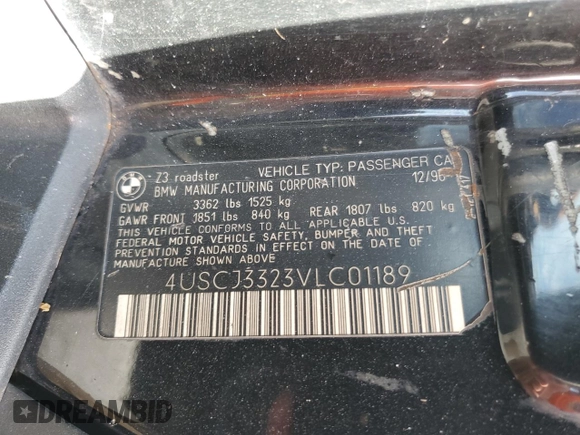 BMW
Z3 roadster VEHICLE TYP: PASSENGER CA
BMW MANUFACTURING CORPORATION 12/96
GVWR 3362 lbs 1525 kg
GAWR FRONT 1851 lbs 840 kg REAR 1807 lbs 820 kg
THIS VEHICLE CONFORMS TO ALL APPLICABLE U.S.
FEDERAL MOTOR VEHICLE SAFETY, BUMPER AND THEFT
PREVENTION STANDARDS IN EFFECT ON THE DATE OF
MANUFACTURE SHOWN ABOVE
4USCJ3323VLC01189
DREAMBID